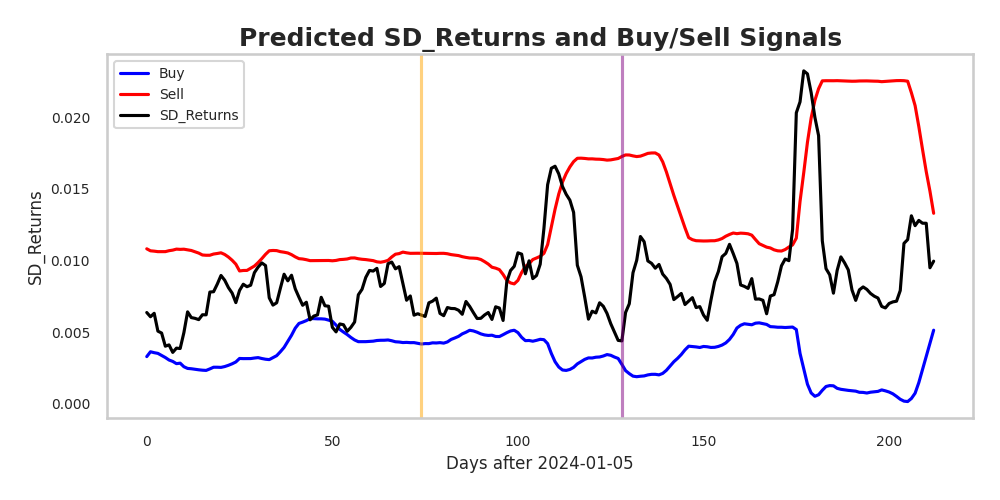 Predicted SD_Returns and Buy/Sell Signals
Buy
Sell
SD_Returns
SD_Returns
0.020
0.015
0.010
0.005
0.000
0 50 100 150 200
Days after 2024-01-05